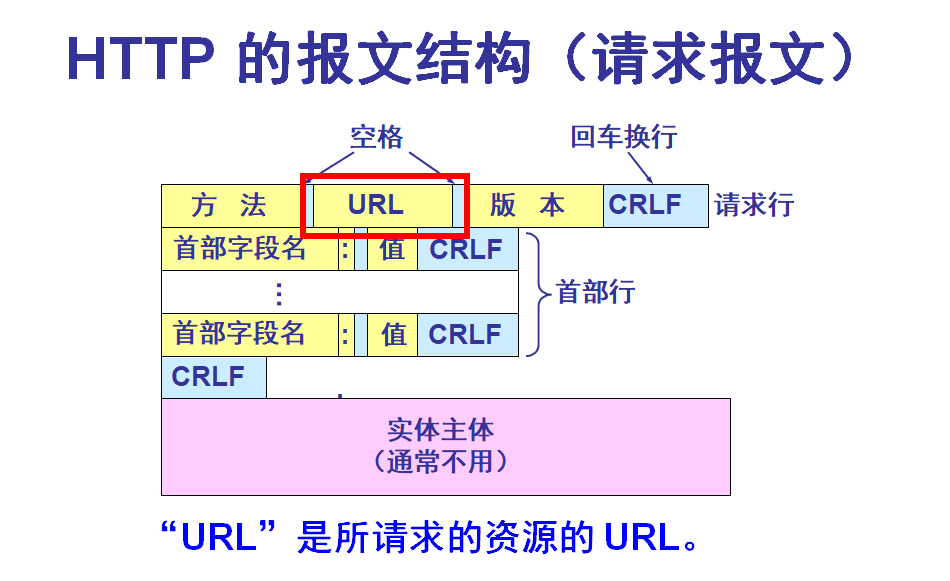 HTTP 的报文结构（请求报文）
空格 回车换行
方 法 URL 版 本 CRLF 请求行
首部字段名 : 值 CRLF
⋮ 首部行
首部字段名 : 值 CRLF
CRLF
实体主体
（通常不用）
“URL”是所请求的资源的 URL。